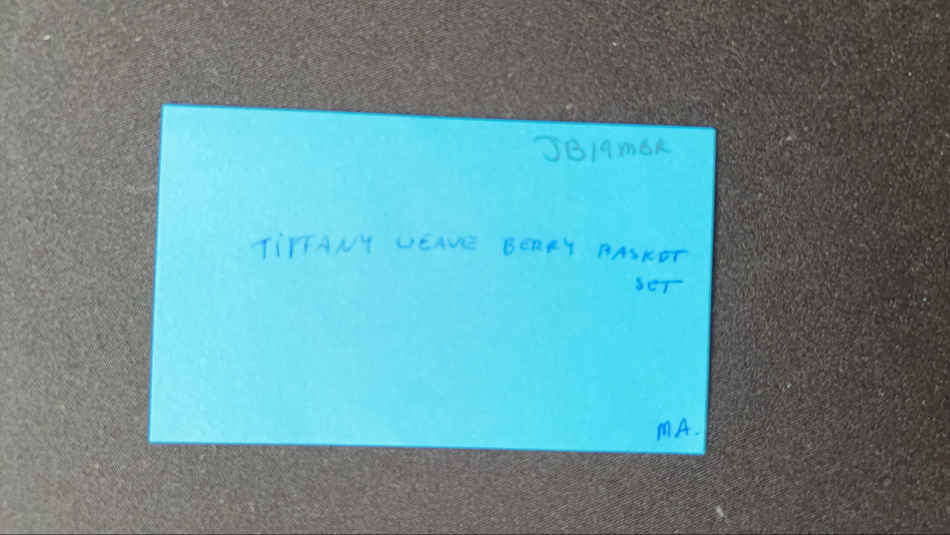 JB19MBR
TIFFANY WEAVE BERRY BASKET
SET
MA.